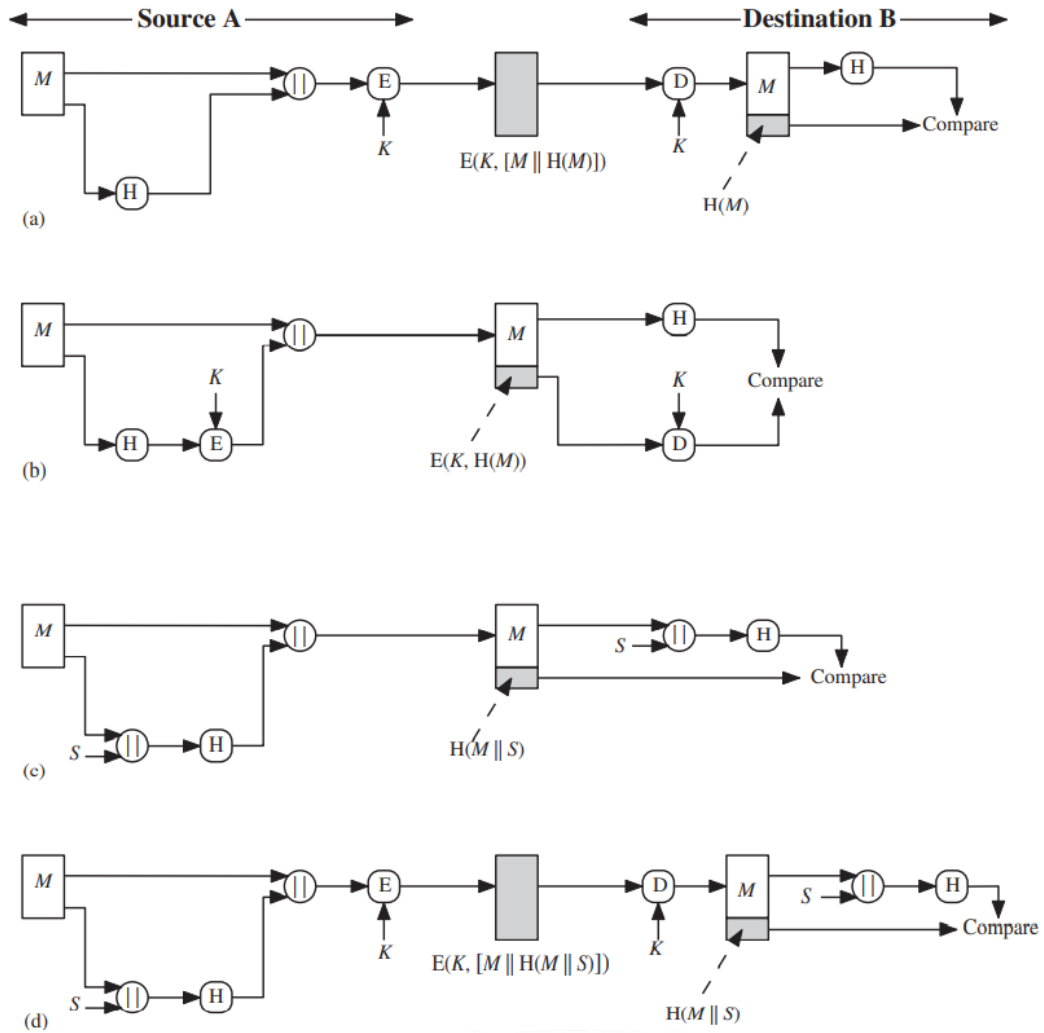 Source A Destination B
M || E D M H
K K Compare
E(K, [M || H(M)])
H H(M)
(a)
M || M H
K K Compare
H E D
E(K, H(M))
(b)
M || M S || H
Compare
S || H H(M || S)
(c)
M || E D M S || H
K K Compare
E(K, [M || H(M || S)])
S || H H(M || S)
(d)